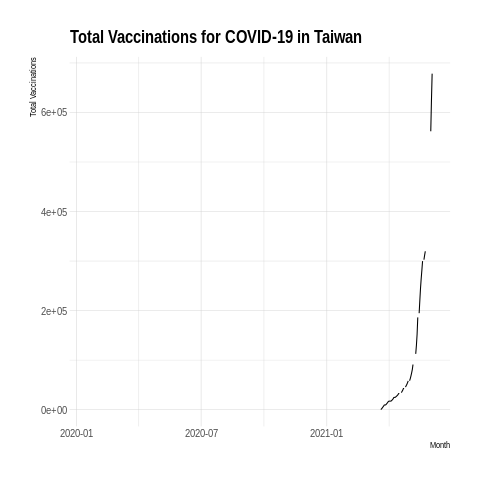 Total Vaccinations for COVID-19 in Taiwan
Total Vaccinations
6e+05
4e+05
2e+05
0e+00
2020-01 2020-07 2021-01
Month